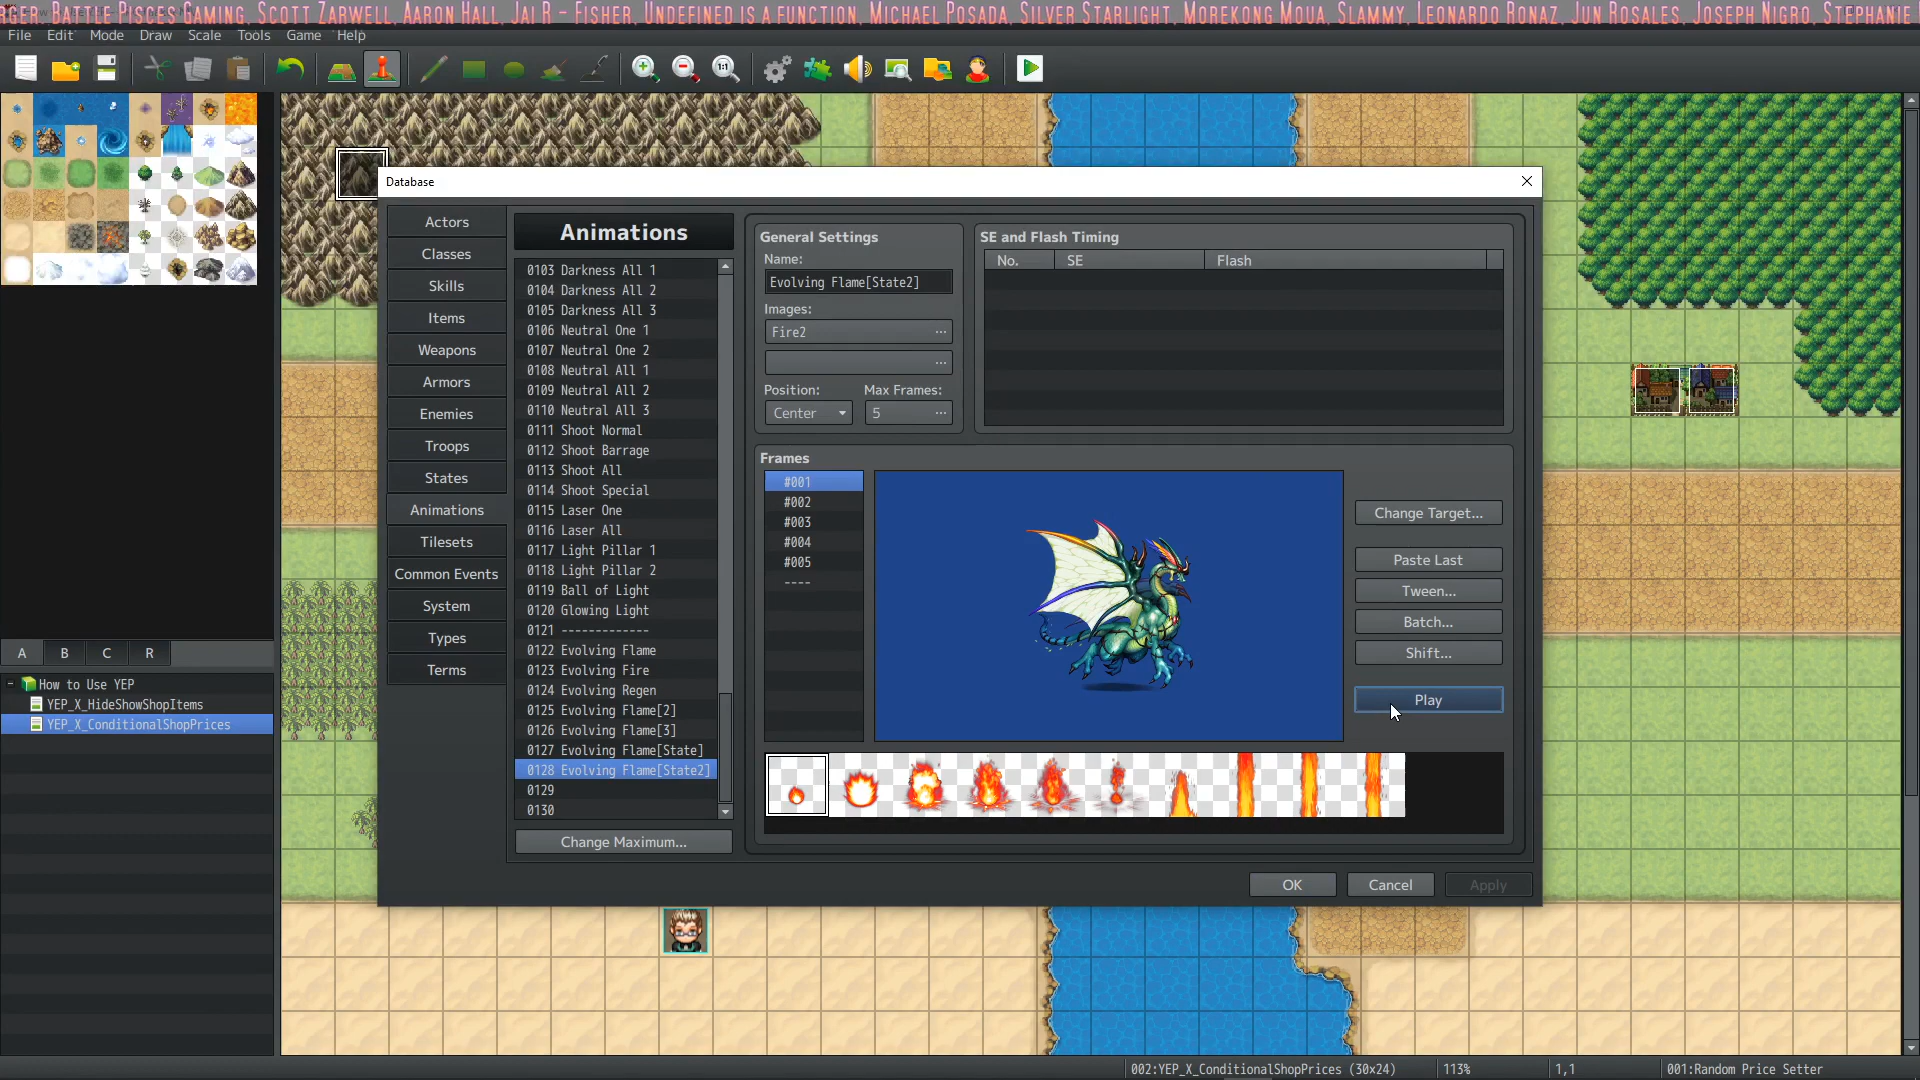 RTER, BATTLE PISON GAMING, SCOTT ZARWELL, AARON HALL, JAI R - FISHER, UNDEFINED IS A FUNCTION, MICHAEL POSADA, SILVER STARLIGHT, MOREKONG MOUA, SLAMMY, LEONARDO RONAZ, JUN ROSALES, JOSEPH NIGRO, STEPHANIE
File Edit Mode Draw Scale Tools Game Help
1:1
Database
Actors
Classes
Skills
Items
Weapons
Armors
Enemies
Troops
States
Animations
Tilesets
Common Events
System
Types
Terms
Animations
0103 Darkness All 1
0104 Darkness All 2
0105 Darkness All 3
0106 Neutral One 1
0107 Neutral One 2
0108 Neutral All 1
0109 Neutral All 2
0110 Neutral All 3
0111 Shoot Normal
0112 Shoot Barrage
0113 Shoot All
0114 Shoot Special
0115 Laser One
0116 Laser All
0117 Light Pillar 1
0118 Light Pillar 2
0119 Ball of Light
0120 Glowing Light
0121 -------------
0122 Evolving Flame
0123 Evolving Fire
0124 Evolving Regen
0125 Evolving Flame[2]
0126 Evolving Flame[3]
0127 Evolving Flame[State]
0128 Evolving Flame[State2]
0129
0130
Change Maximum...
General Settings
Name:
Evolving Flame[State2]
Images:
Fire2 ...
...
Position: Max Frames:
Center 5 ...
SE and Flash Timing
No. SE Flash
Frames
#001
#002
#003
#004
#005
----
Change Target...
Paste Last
Tween...
Batch...
Shift...
Play
OK Cancel Apply
A B C R
How to Use YEP
YEP_X_HideShowShopItems
YEP_X_ConditionalShopPrices
002:YEP_X_ConditionalShopPrices (30x24) 113% 1,1 001:Random Price Setter